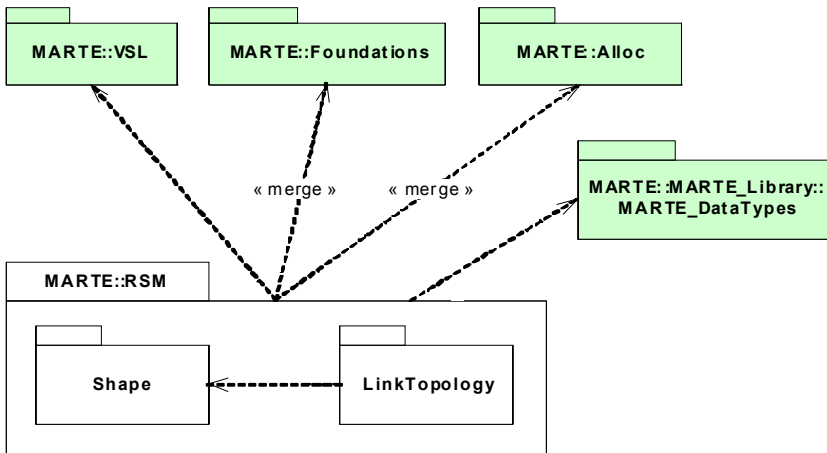 MARTE::VSL
MARTE::Foundations
MARTE::Alloc
« merge »
« merge »
MARTE::MARTE_Library::
MARTE_DataTypes
MARTE::RSM
Shape
LinkTopology